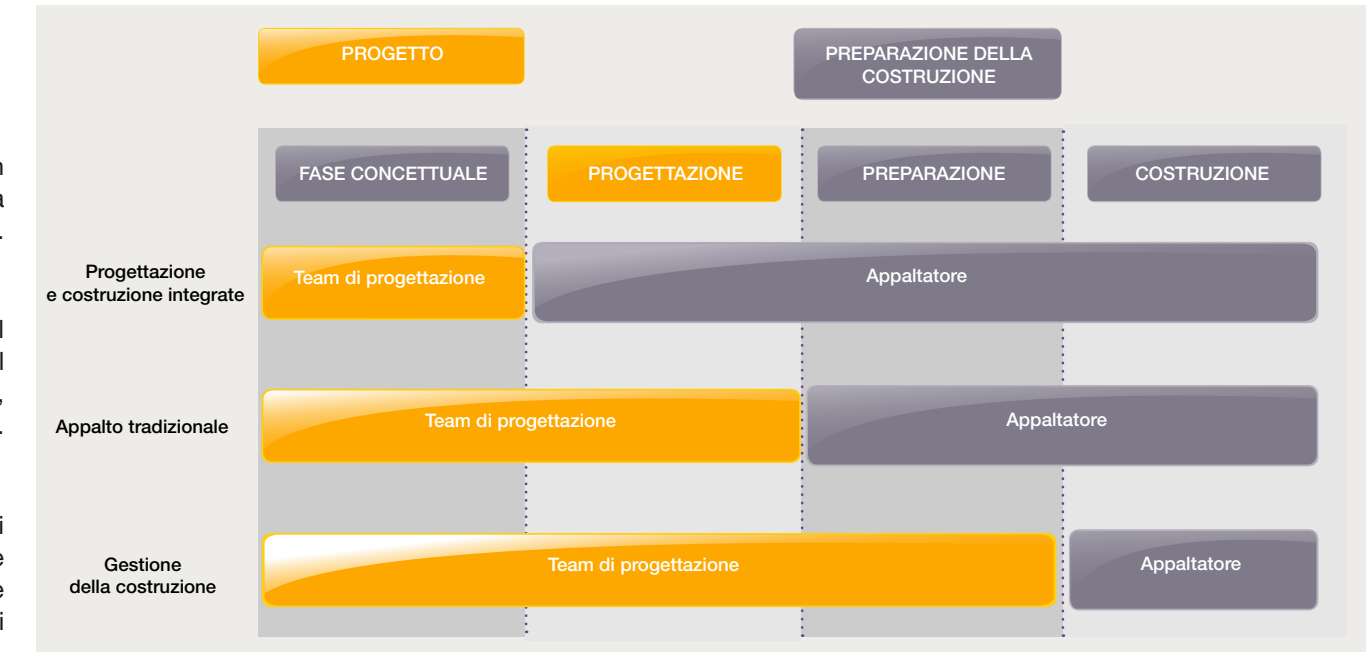 PROGETTO
PREPARAZIONE DELLA
COSTRUZIONE
FASE CONCETTUALE
PROGETTAZIONE
PREPARAZIONE
COSTRUZIONE
Progettazione
e costruzione integrate
Team di progettazione
Appaltatore
Appalto tradizionale
Team di progettazione
Appaltatore
Gestione
della costruzione
Team di progettazione
Appaltatore